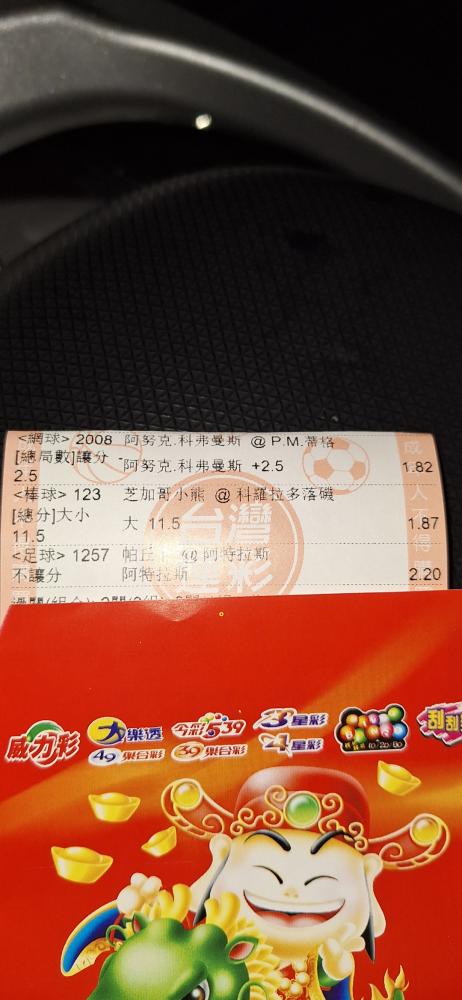 <網球> 2008 阿努克.科弗曼斯 @ P.M.蒂格
[總局數]讓分 - 阿努克.科弗曼斯 +2.5 1.82
2.5
<棒球> 123 芝加哥小熊 @ 科羅拉多落磯
[總分]大小 大 11.5 1.87
11.5
<足球> 1257 @ 阿特拉斯
不讓分 阿特拉斯 2.20
台灣
彩
成人不得
威力彩 大樂透 今彩539 3星彩 刮刮
49樂合彩 39樂合彩 4星彩